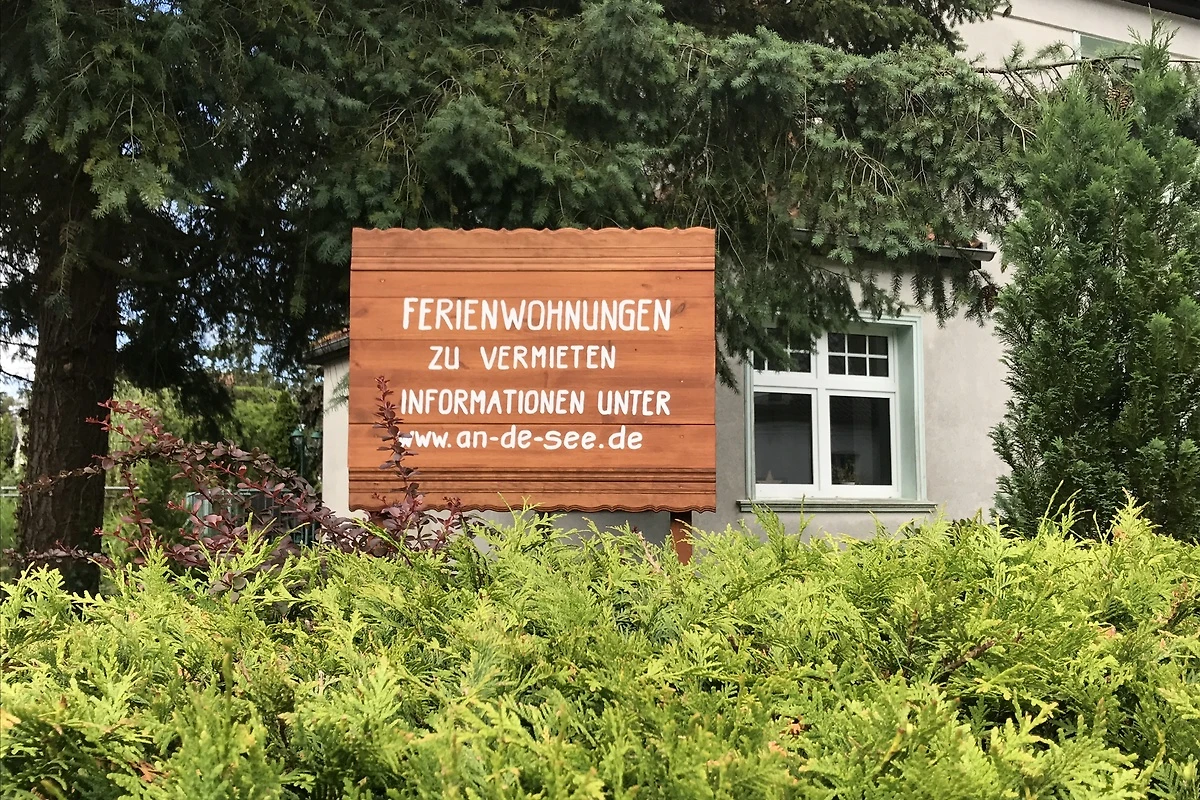 FERIENWOHNUNGEN
ZU VERMIETEN
INFORMATIONEN UNTER
www.an-de-see.de